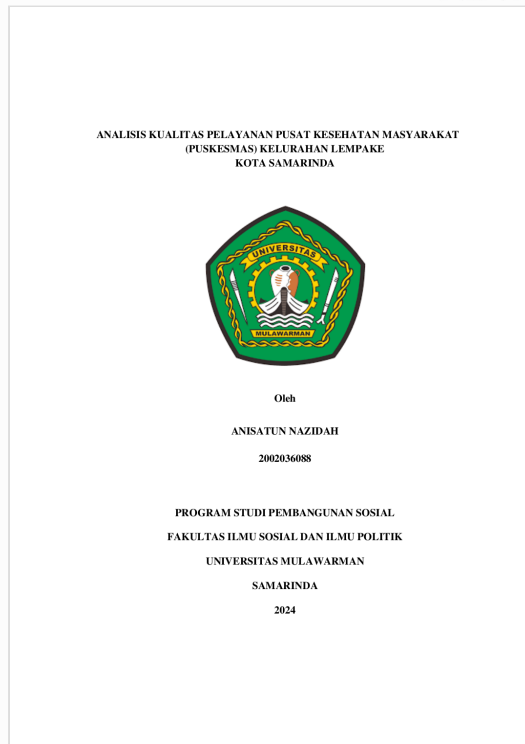 ANALISIS KUALITAS PELAYANAN PUSAT KESEHATAN MASYARAKAT
(PUSKESMAS) KELURAHAN LEMPAKE
KOTA SAMARINDA
UNIVERSITAS
MULAWARMAN
Oleh
ANISATUN NAZIDAH
2002036088
PROGRAM STUDI PEMBANGUNAN SOSIAL
FAKULTAS ILMU SOSIAL DAN ILMU POLITIK
UNIVERSITAS MULAWARMAN
SAMARINDA
2024